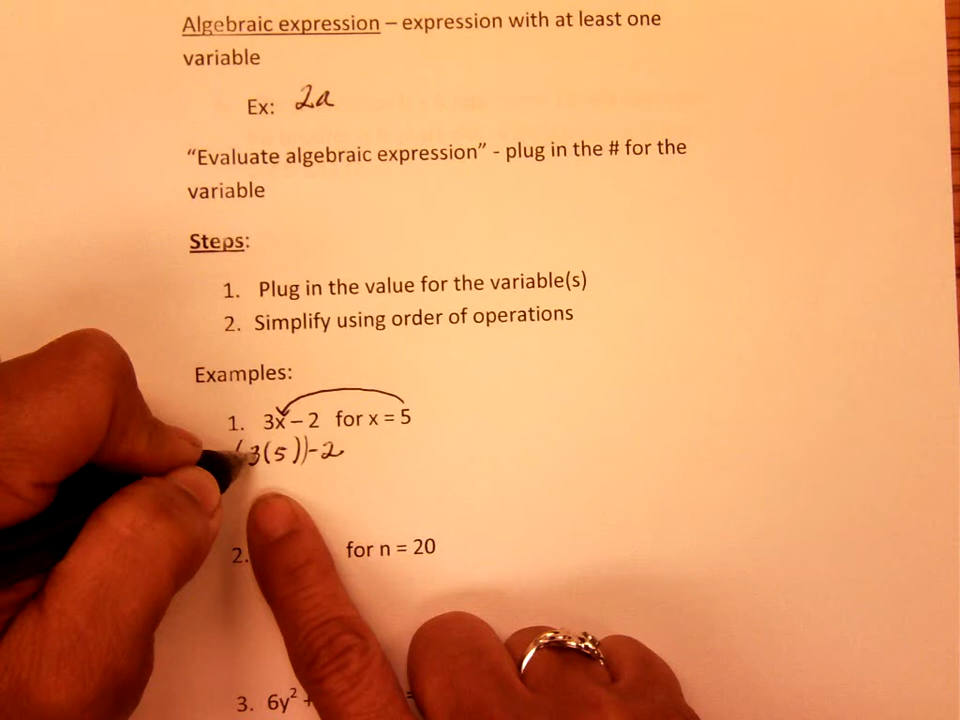 Algebraic expression – expression with at least one
variable
Ex: 2a
“Evaluate algebraic expression” - plug in the # for the
variable
Steps:
1. Plug in the value for the variable(s)
2. Simplify using order of operations
Examples:
1. 3x – 2 for x = 5
(3(5))-2
2. for n = 20
3. 6y² +